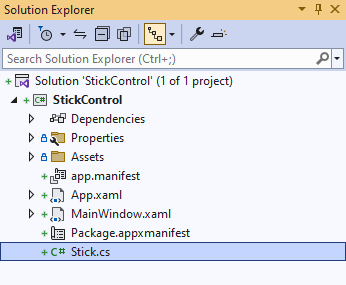 Solution Explorer
Search Solution Explorer (Ctrl+;)
Solution 'StickControl' (1 of 1 project)
C# StickControl
Dependencies
Properties
Assets
app.manifest
App.xaml
MainWindow.xaml
Package.appxmanifest
C# Stick.cs